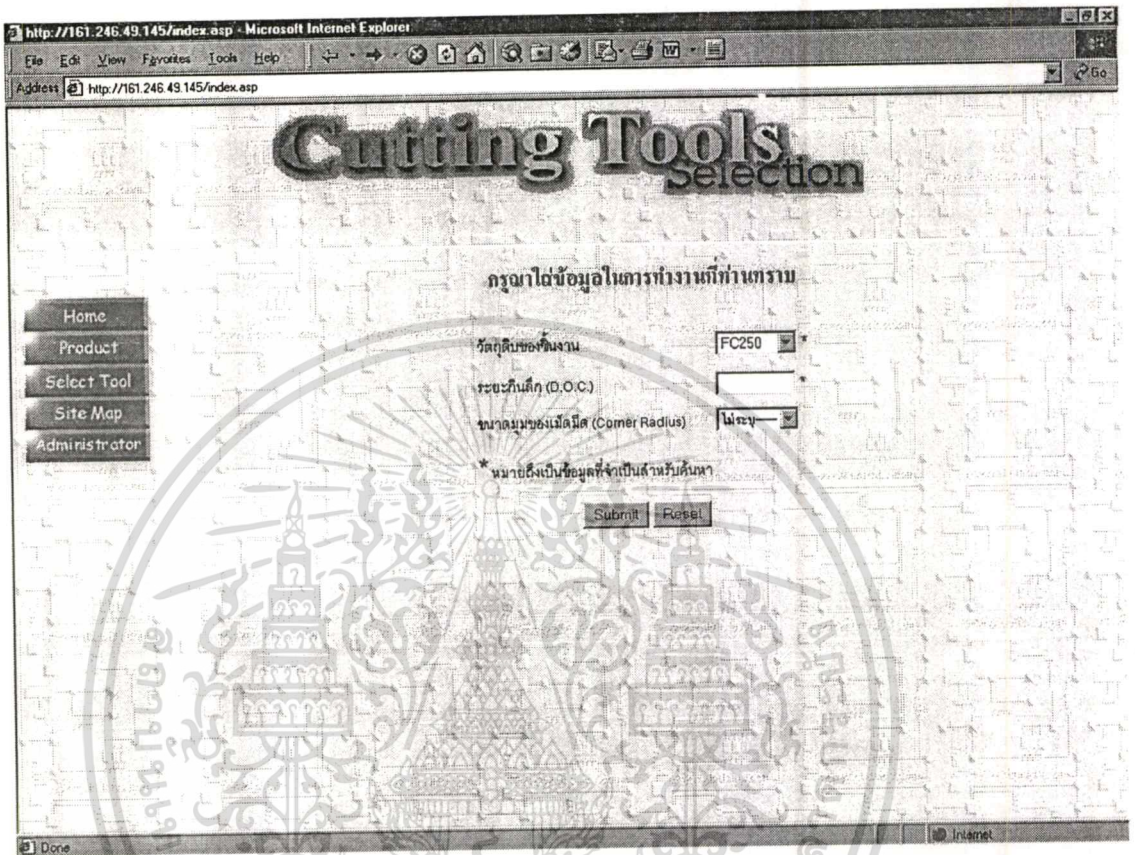 http://161.246.49.145/index.asp - Microsoft Internet Explorer
File Edit View Favorites Tools Help
Address http://161.246.49.145/index.asp Go
Cutting Tools
Selection
กรุณาใส่ข้อมูลในการทำงานที่ท่านทราบ
Home
Product
Select Tool
Site Map
Administrator
วัตถุดิบของชิ้นงาน FC250 *
ระยะกินลึก (D.O.C.) *
ขนาดมุมของเม็ดมีด (Corner Radius) ไม่ระบุ
* หมายถึงเป็นข้อมูลที่จำเป็นสำหรับค้นหา
Submit Reset
Done Internet